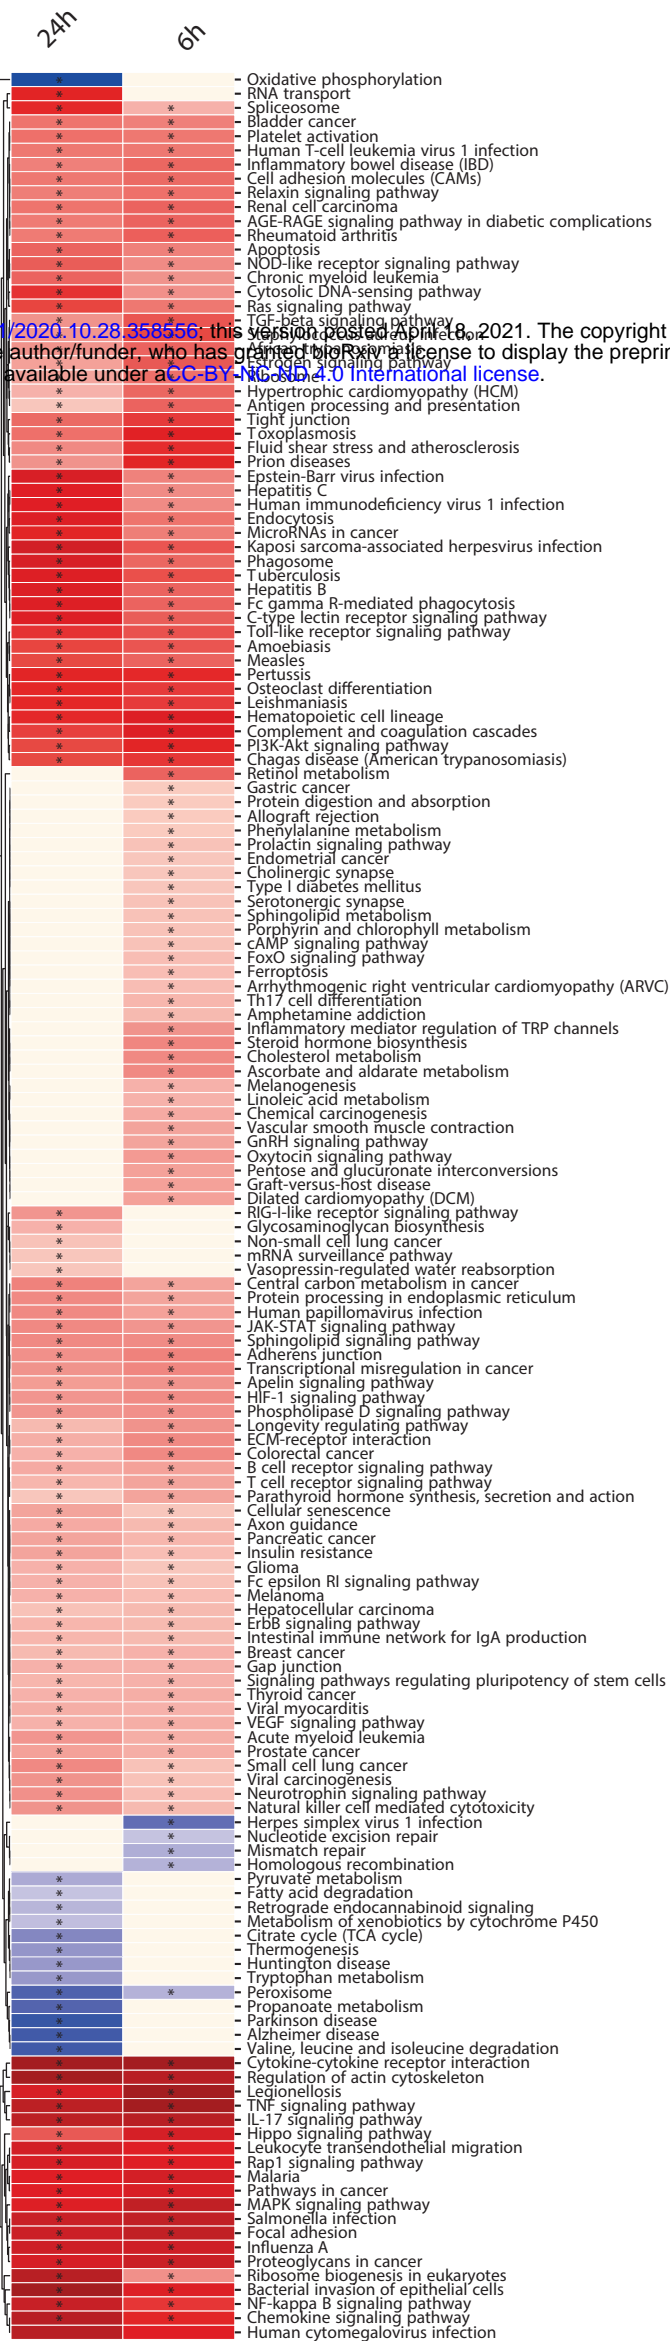 24h 6h
* - Oxidative phosphorylation
* - RNA transport
* * - Spliceosome
* * - Bladder cancer
* * - Platelet activation
* * - Human T-cell leukemia virus 1 infection
* * - Inflammatory bowel disease (IBD)
* * - Cell adhesion molecules (CAMs)
* * - Relaxin signaling pathway
* * - Renal cell carcinoma
* * - AGE-RAGE signaling pathway in diabetic complications
* * - Rheumatoid arthritis
* * - Apoptosis
* * - NOD-like receptor signaling pathway
* * - Chronic myeloid leukemia
* * - Cytosolic DNA-sensing pathway
* * - Ras signaling pathway
TGF-beta signaling pathway
Staphylococcus aureus infection
1/2020.10.28.358556; this version posted April 18, 2021. The copyright
author/funder, who has granted bioRxiv a license to display the preprin
Estrogen signaling pathway
Ribosome
available under aCC-BY-NC-ND 4.0 International license.
* * - Hypertrophic cardiomyopathy (HCM)
* * - Antigen processing and presentation
* * - Tight junction
* * - Toxoplasmosis
* * - Fluid shear stress and atherosclerosis
* * - Prion diseases
* * - Epstein-Barr virus infection
* * - Hepatitis C
* * - Human immunodeficiency virus 1 infection
* * - Endocytosis
* * - MicroRNAs in cancer
* * - Kaposi sarcoma-associated herpesvirus infection
* * - Phagosome
* * - Tuberculosis
* * - Hepatitis B
* * - Fc gamma R-mediated phagocytosis
* * - C-type lectin receptor signaling pathway
* * - Toll-like receptor signaling pathway
* * - Amoebiasis
* * - Measles
* * - Pertussis
* * - Osteoclast differentiation
* * - Leishmaniasis
* * - Hematopoietic cell lineage
* * - Complement and coagulation cascades
* * - PI3K-Akt signaling pathway
* * - Chagas disease (American trypanosomiasis)
* - Retinol metabolism
* - Gastric cancer
* - Protein digestion and absorption
* - Allograft rejection
* - Phenylalanine metabolism
* - Prolactin signaling pathway
* - Endometrial cancer
* - Cholinergic synapse
* - Type I diabetes mellitus
* - Serotonergic synapse
* - Sphingolipid metabolism
* - Porphyrin and chlorophyll metabolism
* - cAMP signaling pathway
* - FoxO signaling pathway
* - Ferroptosis
* - Arrhythmogenic right ventricular cardiomyopathy (ARVC)
* - Th17 cell differentiation
* - Amphetamine addiction
* - Inflammatory mediator regulation of TRP channels
* - Steroid hormone biosynthesis
* - Cholesterol metabolism
* - Ascorbate and aldarate metabolism
* - Melanogenesis
* - Linoleic acid metabolism
* - Chemical carcinogenesis
* - Vascular smooth muscle contraction
* - GnRH signaling pathway
* - Oxytocin signaling pathway
* - Pentose and glucuronate interconversions
* - Graft-versus-host disease
* - Dilated cardiomyopathy (DCM)
* - RIG-I-like receptor signaling pathway
* - Glycosaminoglycan biosynthesis
* - Non-small cell lung cancer
* - mRNA surveillance pathway
* - Vasopressin-regulated water reabsorption
* * - Central carbon metabolism in cancer
* * - Protein processing in endoplasmic reticulum
* * - Human papillomavirus infection
* * - JAK-STAT signaling pathway
* * - Sphingolipid signaling pathway
* * - Adherens junction
* * - Transcriptional misregulation in cancer
* * - Apelin signaling pathway
* * - HIF-1 signaling pathway
* * - Phospholipase D signaling pathway
* * - Longevity regulating pathway
* * - ECM-receptor interaction
* * - Colorectal cancer
* * - B cell receptor signaling pathway
* * - T cell receptor signaling pathway
* * - Parathyroid hormone synthesis, secretion and action
* * - Cellular senescence
* * - Axon guidance
* * - Pancreatic cancer
* * - Insulin resistance
* * - Glioma
* * - Fc epsilon RI signaling pathway
* * - Melanoma
* * - Hepatocellular carcinoma
* * - ErbB signaling pathway
* * - Intestinal immune network for IgA production
* * - Breast cancer
* * - Gap junction
* * - Signaling pathways regulating pluripotency of stem cells
* * - Thyroid cancer
* * - Viral myocarditis
* * - VEGF signaling pathway
* * - Acute myeloid leukemia
* * - Prostate cancer
* * - Small cell lung cancer
* * - Viral carcinogenesis
* * - Neurotrophin signaling pathway
* * - Natural killer cell mediated cytotoxicity
* - Herpes simplex virus 1 infection
* - Nucleotide excision repair
* - Mismatch repair
* - Homologous recombination
* - Pyruvate metabolism
* - Fatty acid degradation
* - Retrograde endocannabinoid signaling
* - Metabolism of xenobiotics by cytochrome P450
* - Citrate cycle (TCA cycle)
* - Thermogenesis
* - Huntington disease
* - Tryptophan metabolism
* * - Peroxisome
* - Propanoate metabolism
* - Parkinson disease
* - Alzheimer disease
* - Valine, leucine and isoleucine degradation
* * - Cytokine-cytokine receptor interaction
* * - Regulation of actin cytoskeleton
* * - Legionellosis
* * - TNF signaling pathway
* * - IL-17 signaling pathway
* * - Hippo signaling pathway
* * - Leukocyte transendothelial migration
* * - Rap1 signaling pathway
* * - Malaria
* * - Pathways in cancer
* * - MAPK signaling pathway
* * - Salmonella infection
* * - Focal adhesion
* * - Influenza A
* * - Proteoglycans in cancer
* * - Ribosome biogenesis in eukaryotes
* * - Bacterial invasion of epithelial cells
* * - NF-kappa B signaling pathway
* * - Chemokine signaling pathway
- Human cytomegalovirus infection